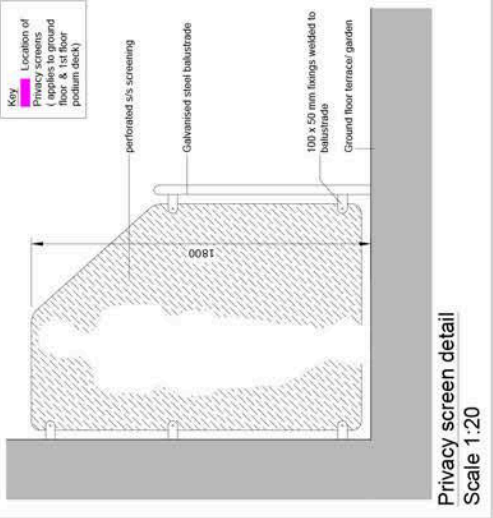 Key
Location of
Privacy screens
( applies to ground
floor & 1st floor
podium deck)
perforated s/s screening
Galvanised steel balustrade
100 x 50 mm fixings welded to
balustrade
Ground floor terrace/ garden
1800
Privacy screen detail
Scale 1:20